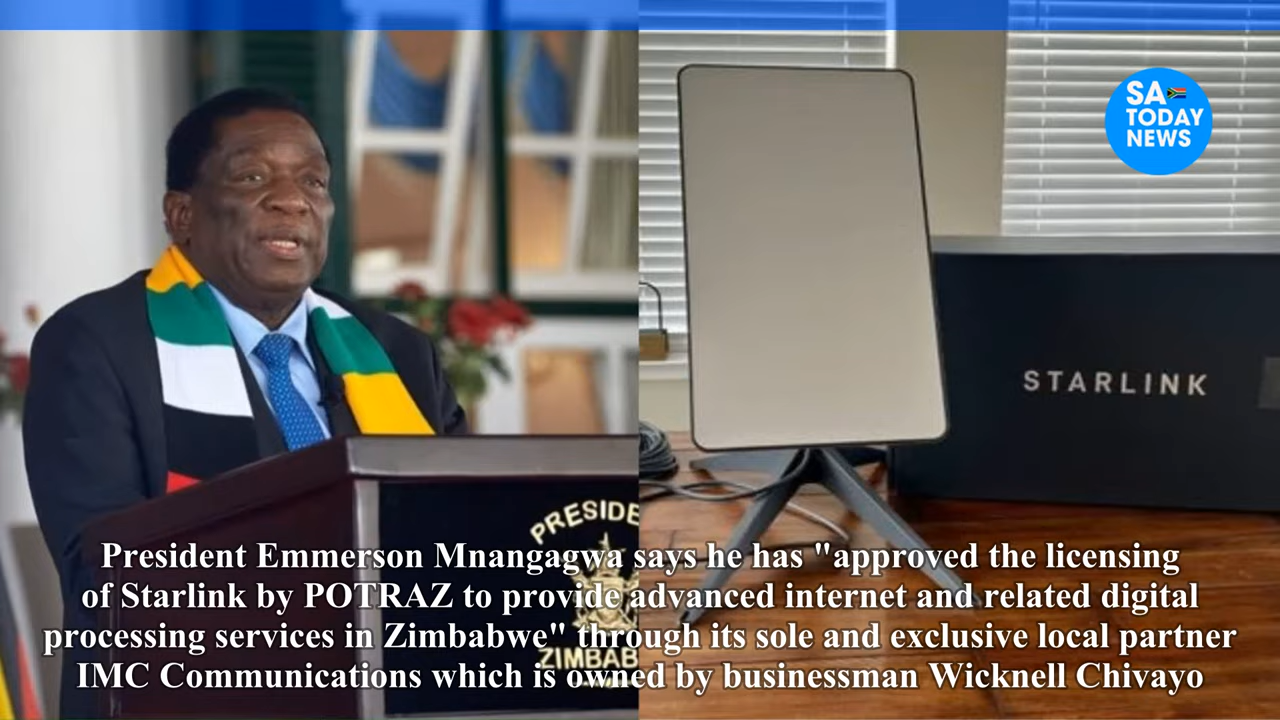 SA
TODAY
NEWS
STARLINK
PRESIDE
ZIMBAB
President Emmerson Mnangagwa says he has "approved the licensing
of Starlink by POTRAZ to provide advanced internet and related digital
processing services in Zimbabwe" through its sole and exclusive local partner
IMC Communications which is owned by businessman Wicknell Chivayo